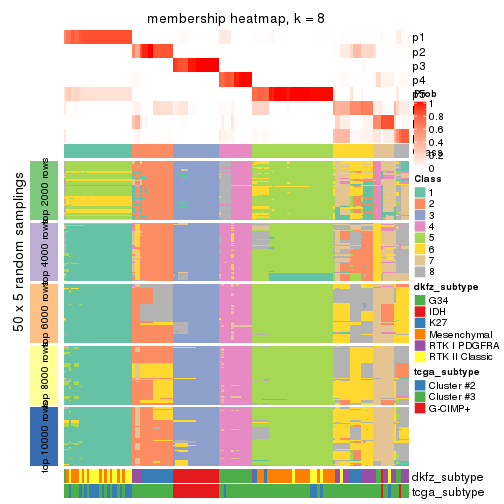 membership heatmap, k = 8
p1
p2
p3
p4
Prob
1
0.8
0.6
0.4
0.2
0
Class
1
2
3
4
5
6
7
8
dkfz_subtype
G34
IDH
K27
Mesenchymal
RTK I PDGFRA
RTK II Classic
tcga_subtype
Cluster #2
Cluster #3
G-CIMP+
50 x 5 random samplings
top 2000 rows
top 4000 rows
top 6000 rows
top 8000 rows
top 10000 rows
dkfz_subtype
tcga_subtype